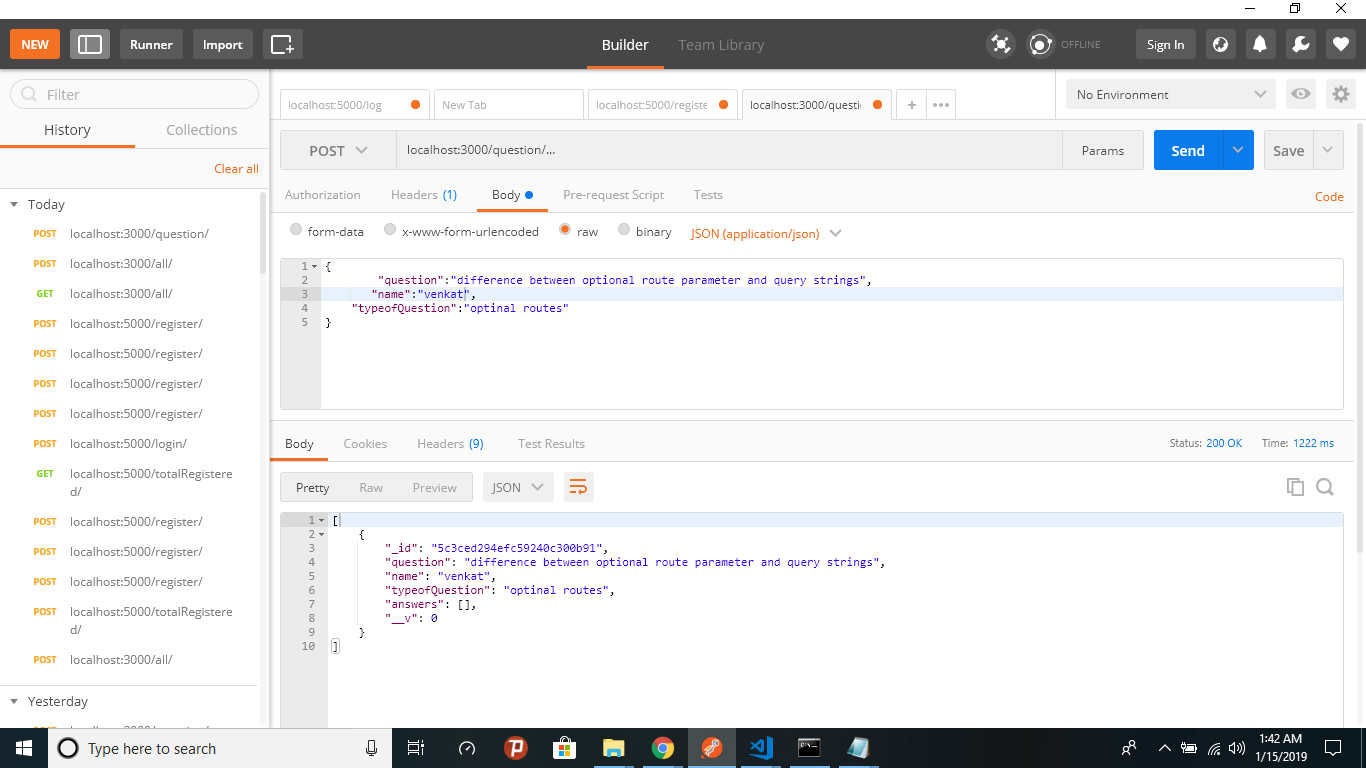 NEW Runner Import Builder Team Library OFFLINE Sign In
Filter
History Collections
Clear all
Today
POST localhost:3000/question/
POST localhost:3000/all/
GET localhost:3000/all/
POST localhost:5000/register/
POST localhost:5000/register/
POST localhost:5000/register/
POST localhost:5000/register/
POST localhost:5000/login/
GET localhost:5000/totalRegistere
d/
POST localhost:5000/register/
POST localhost:5000/register/
POST localhost:5000/register/
POST localhost:5000/totalRegistere
d/
POST localhost:3000/all/
Yesterday
localhost:5000/log New Tab localhost:5000/registe localhost:3000/questi + ••• No Environment
POST localhost:3000/question/... Params Send Save
Authorization Headers (1) Body Pre-request Script Tests Code
form-data x-www-form-urlencoded raw binary JSON (application/json)
1 {
2 "question":"difference between optional route parameter and query strings",
3 "name":"venkat",
4 "typeofQuestion":"optinal routes"
5 }
Body Cookies Headers (9) Test Results Status: 200 OK Time: 1222 ms
Pretty Raw Preview JSON
1 [
2 {
3 "_id": "5c3ced294efc59240c300b91",
4 "question": "difference between optional route parameter and query strings",
5 "name": "venkat",
6 "typeofQuestion": "optinal routes",
7 "answers": [],
8 "__v": 0
9 }
10 ]
Type here to search
1:42 AM
1/15/2019